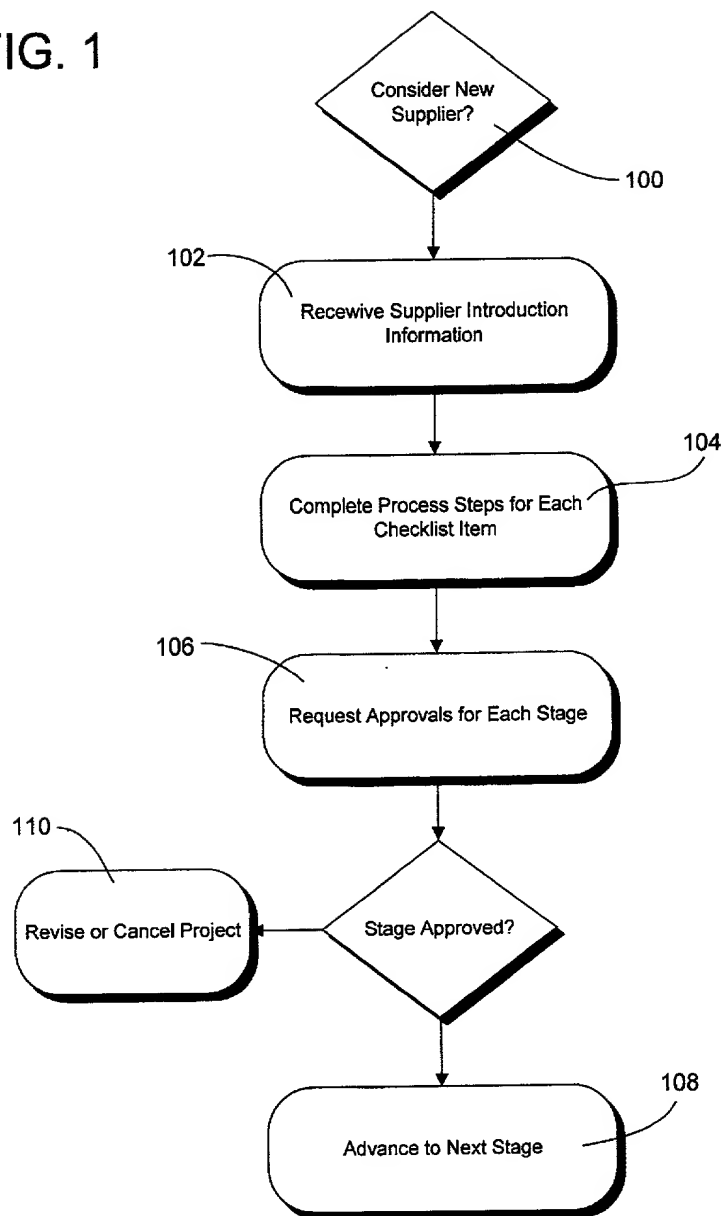 FIG. 1
Consider New
Supplier?
100
102
Recewive Supplier Introduction
Information
104
Complete Process Steps for Each
Checklist Item
106
Request Approvals for Each Stage
110
Revise or Cancel Project
Stage Approved?
108
Advance to Next Stage